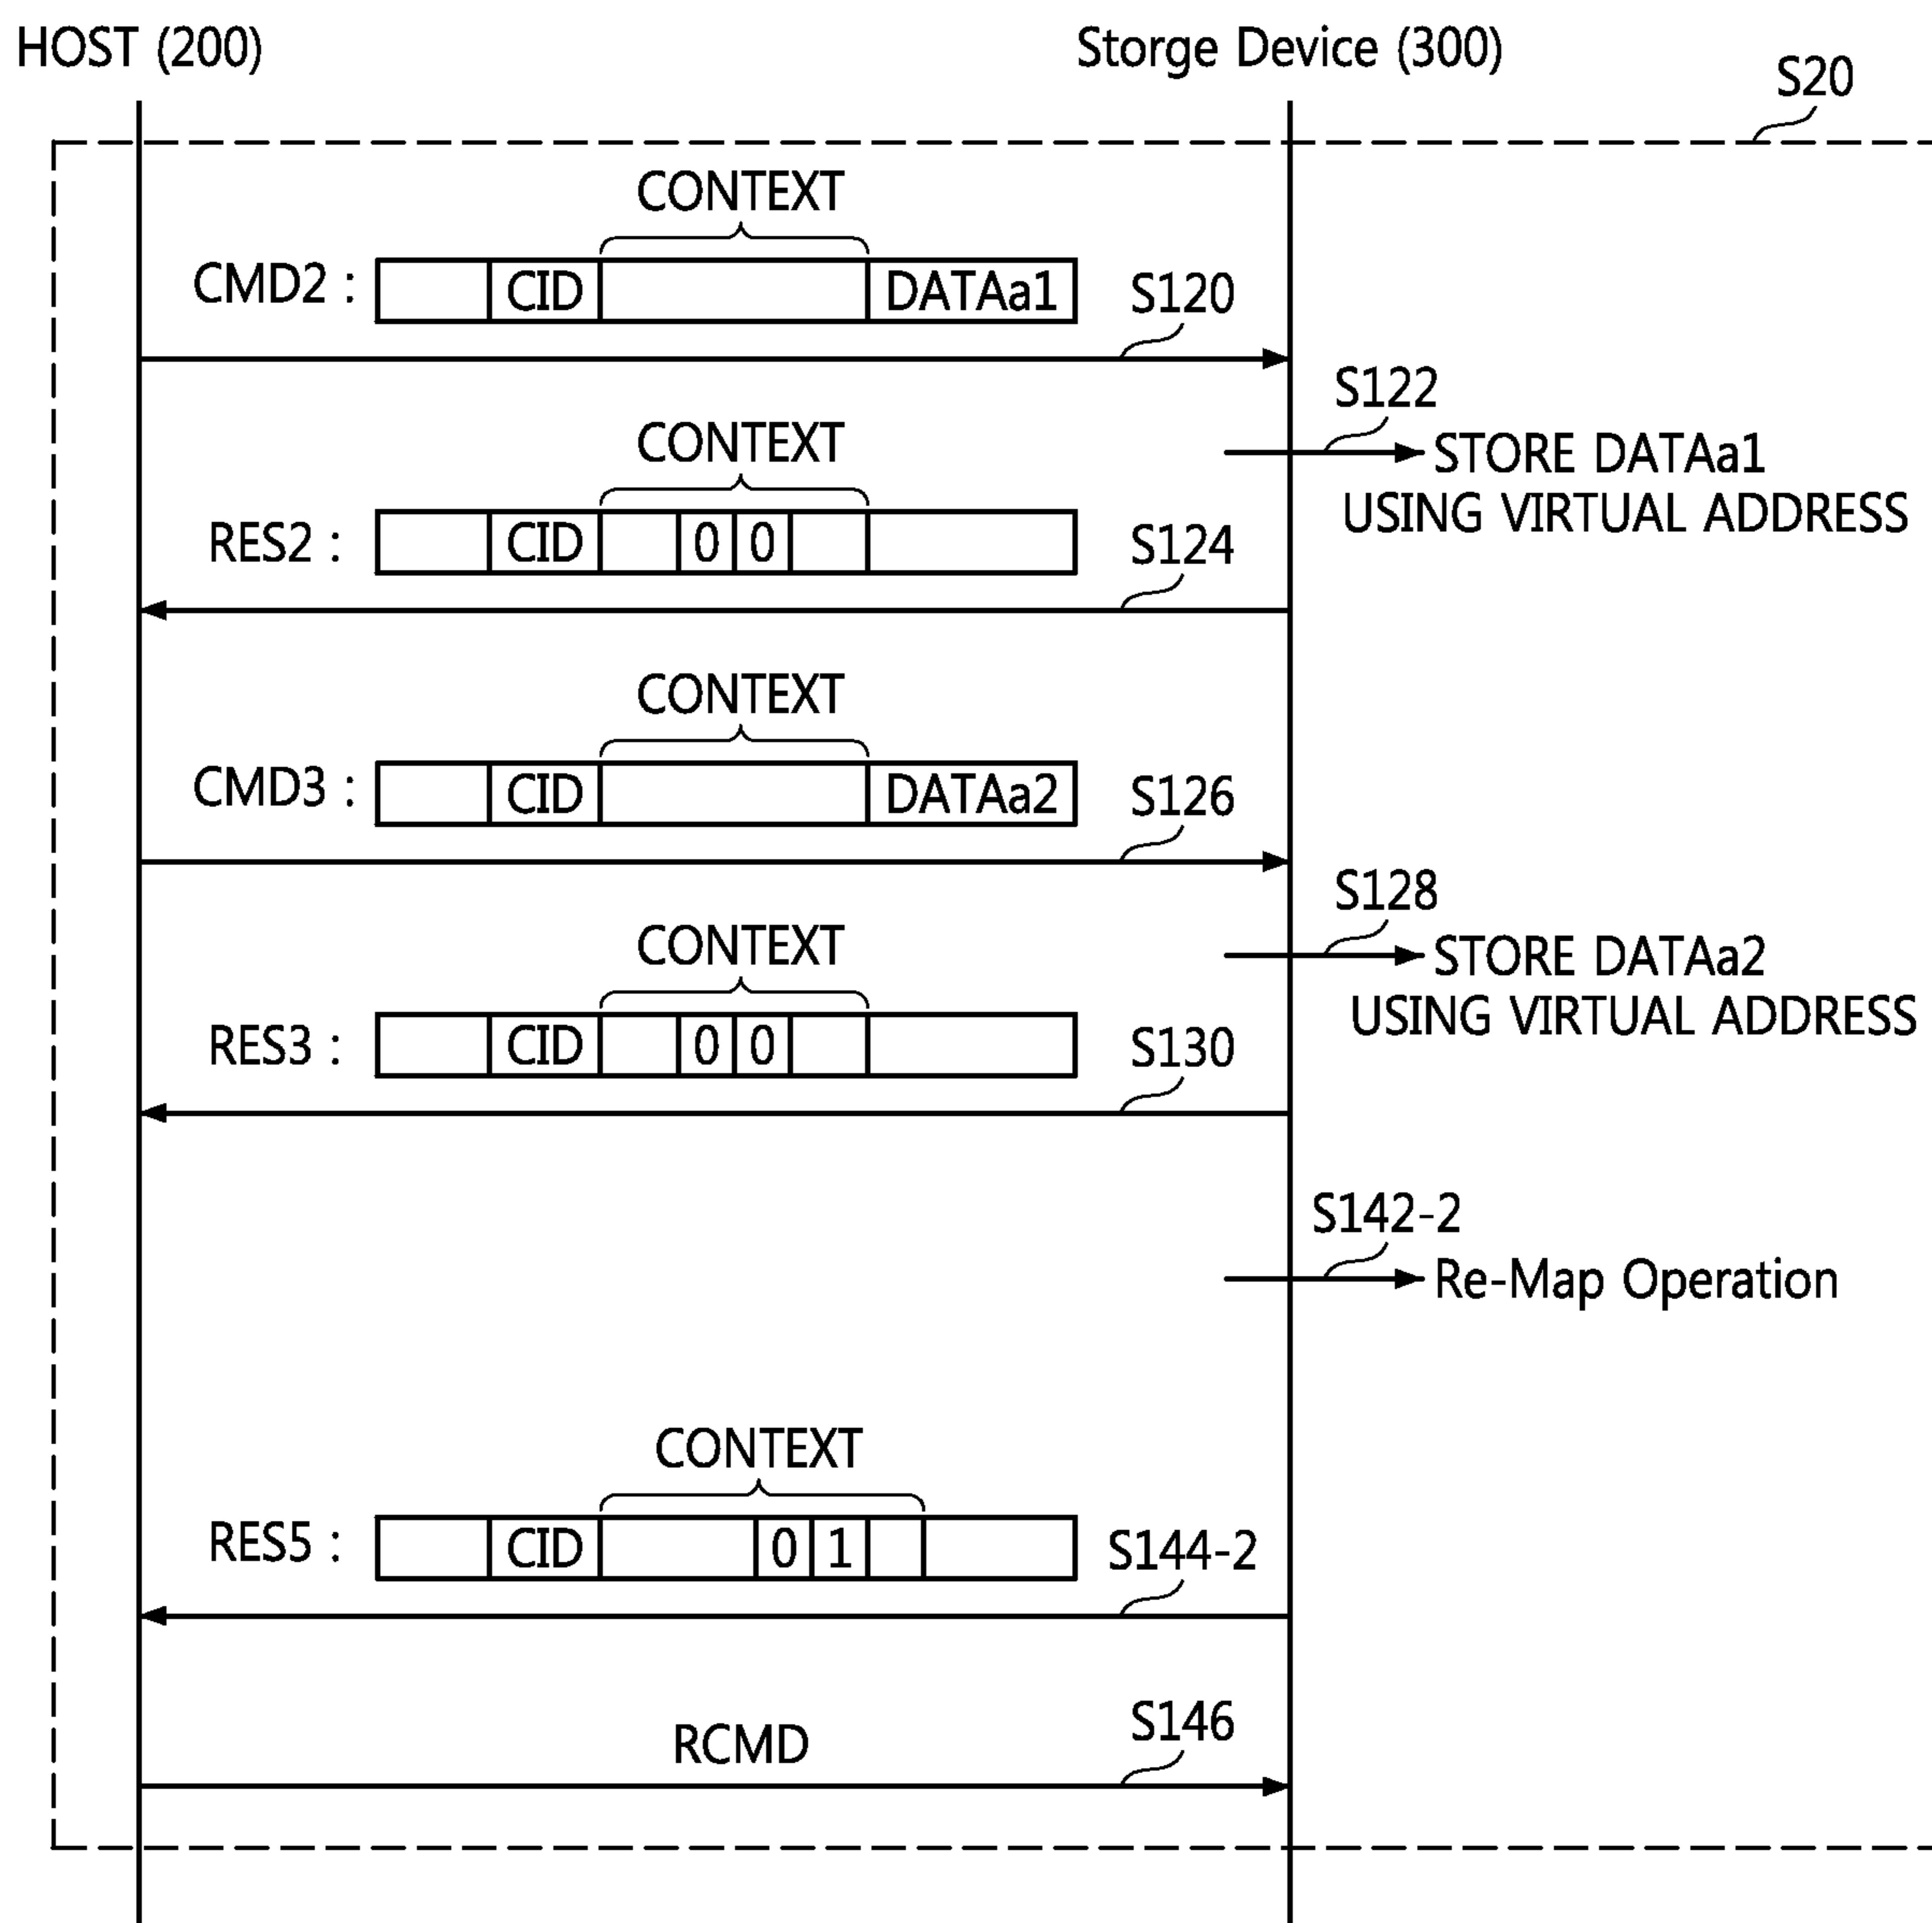 HOST (200)
Storge Device (300)
S20
CONTEXT
CMD2 :
CID
DATAa1
S120
S122
STORE DATAa1
USING VIRTUAL ADDRESS
CONTEXT
RES2 :
CID
0 0
S124
CONTEXT
CMD3 :
CID
DATAa2
S126
S128
STORE DATAa2
USING VIRTUAL ADDRESS
CONTEXT
RES3 :
CID
0 0
S130
S142-2
Re-Map Operation
CONTEXT
RES5 :
CID
0 1
S144-2
RCMD
S146